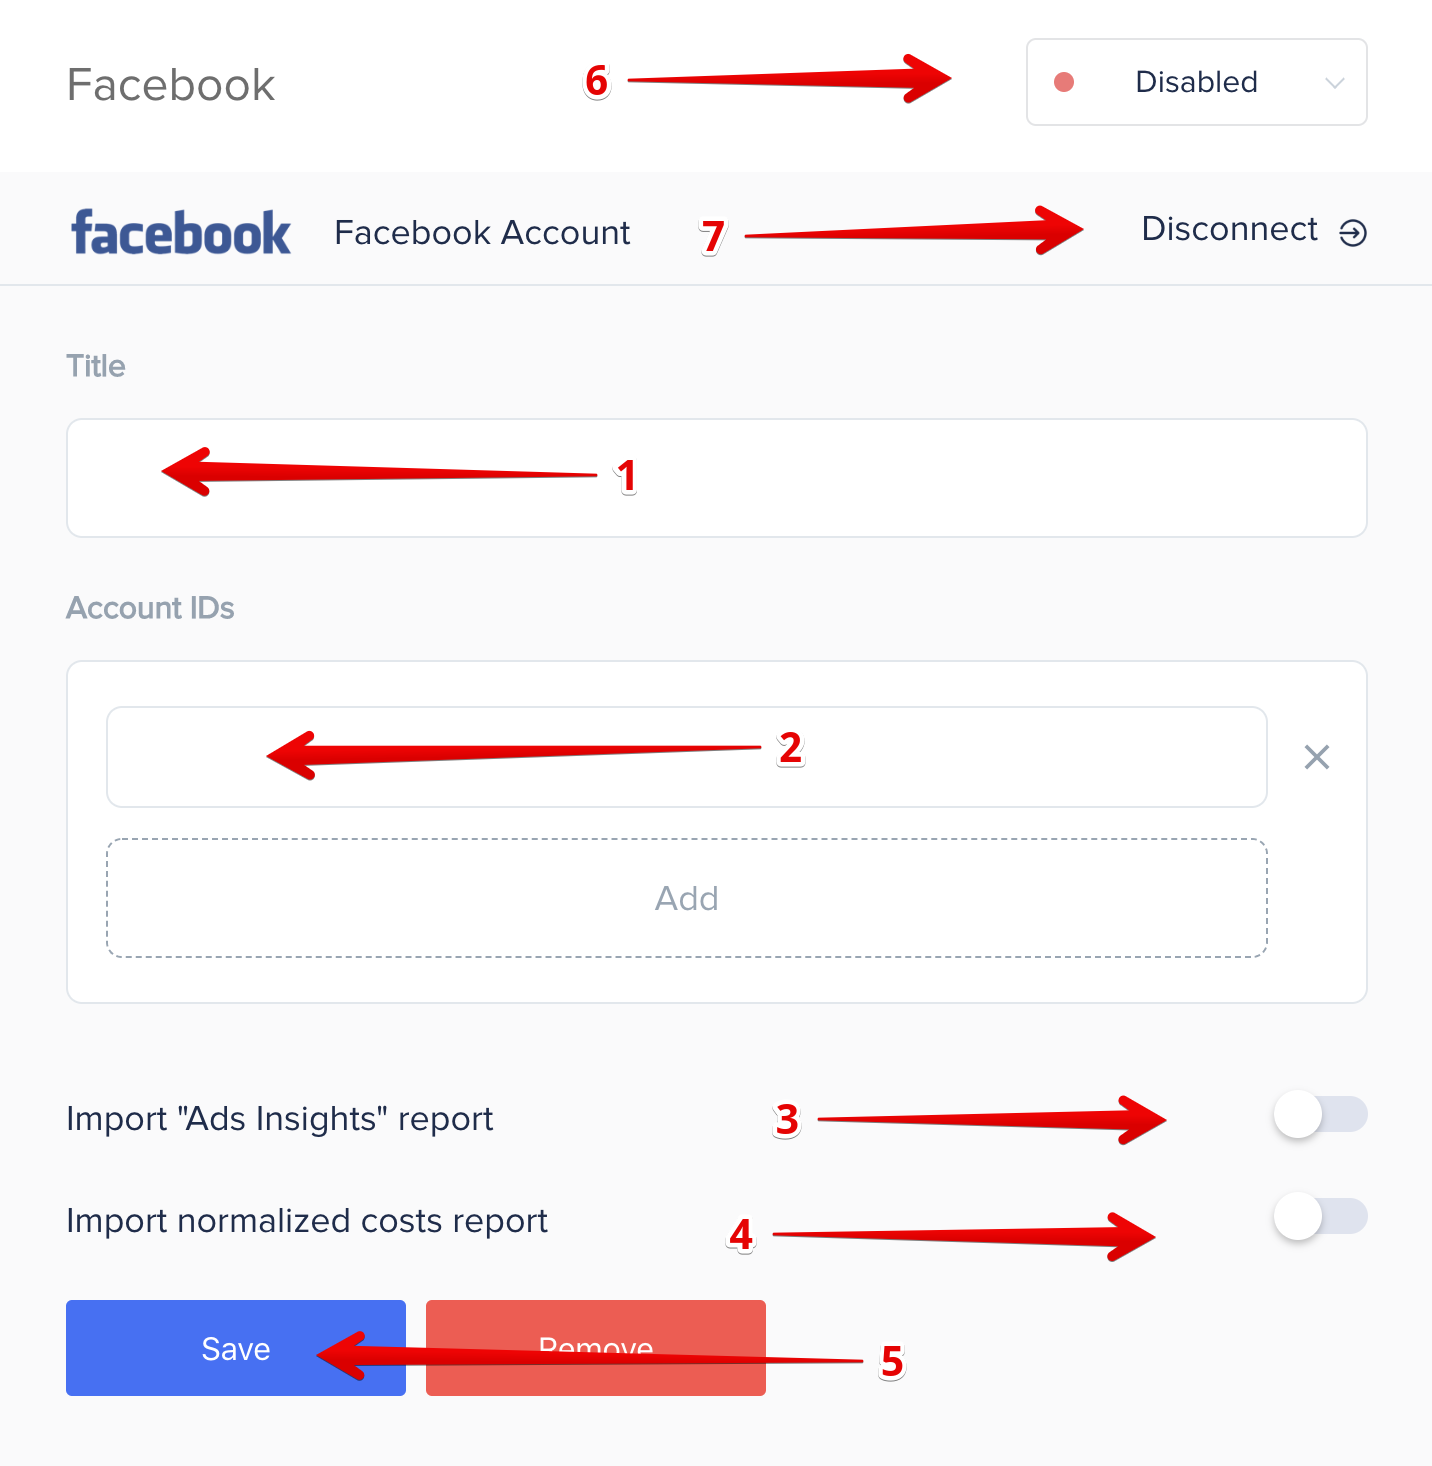 Facebook
6
Disabled
facebook
Facebook Account
7
Disconnect
Title
1
Account IDs
2
Add
Import "Ads Insights" report
3
Import normalized costs report
4
Save
Remove
5